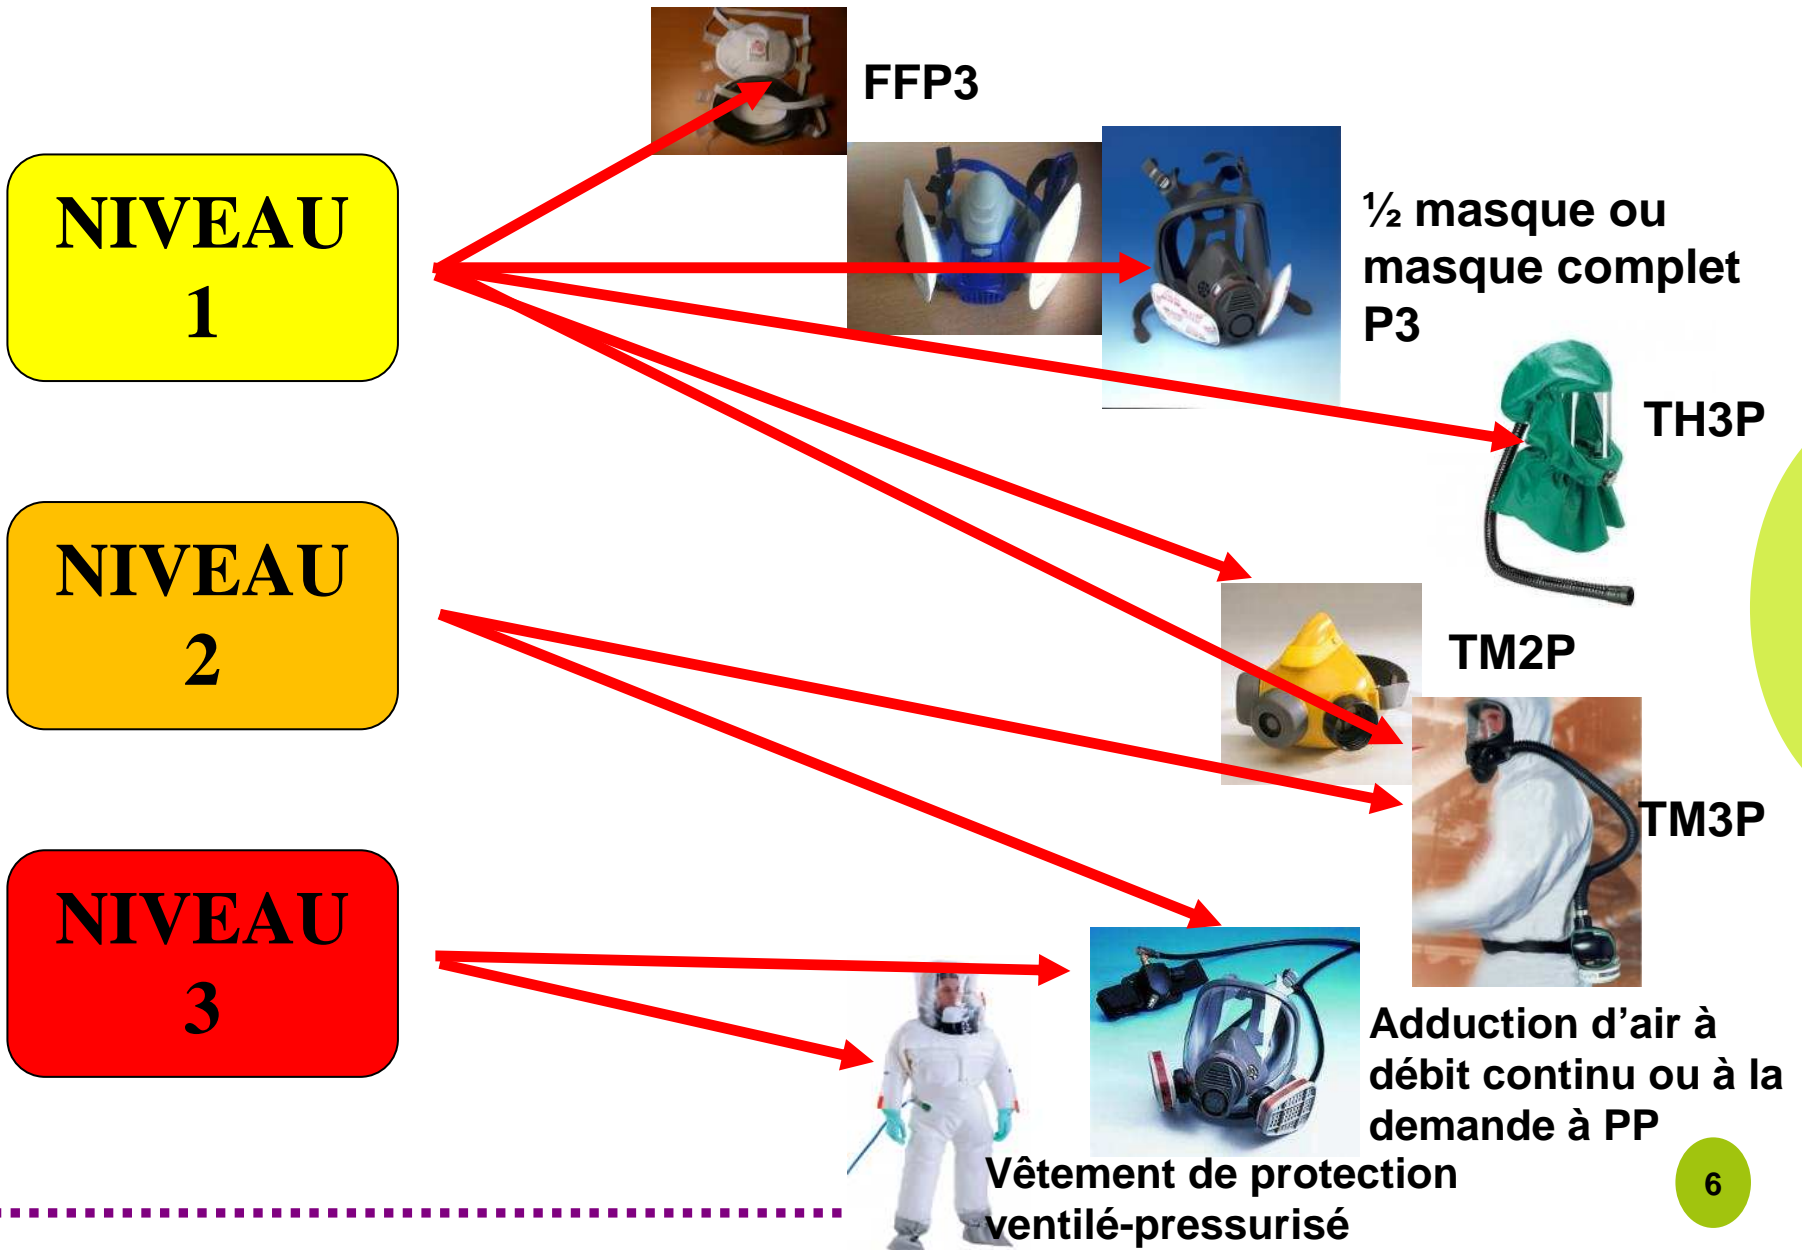 FFP3
NIVEAU
1
½ masque ou
masque complet
P3
TH3P
NIVEAU
2
TM2P
TM3P
NIVEAU
3
Adduction d’air à
débit continu ou à la
demande à PP
Vêtement de protection
ventilé-pressurisé
6